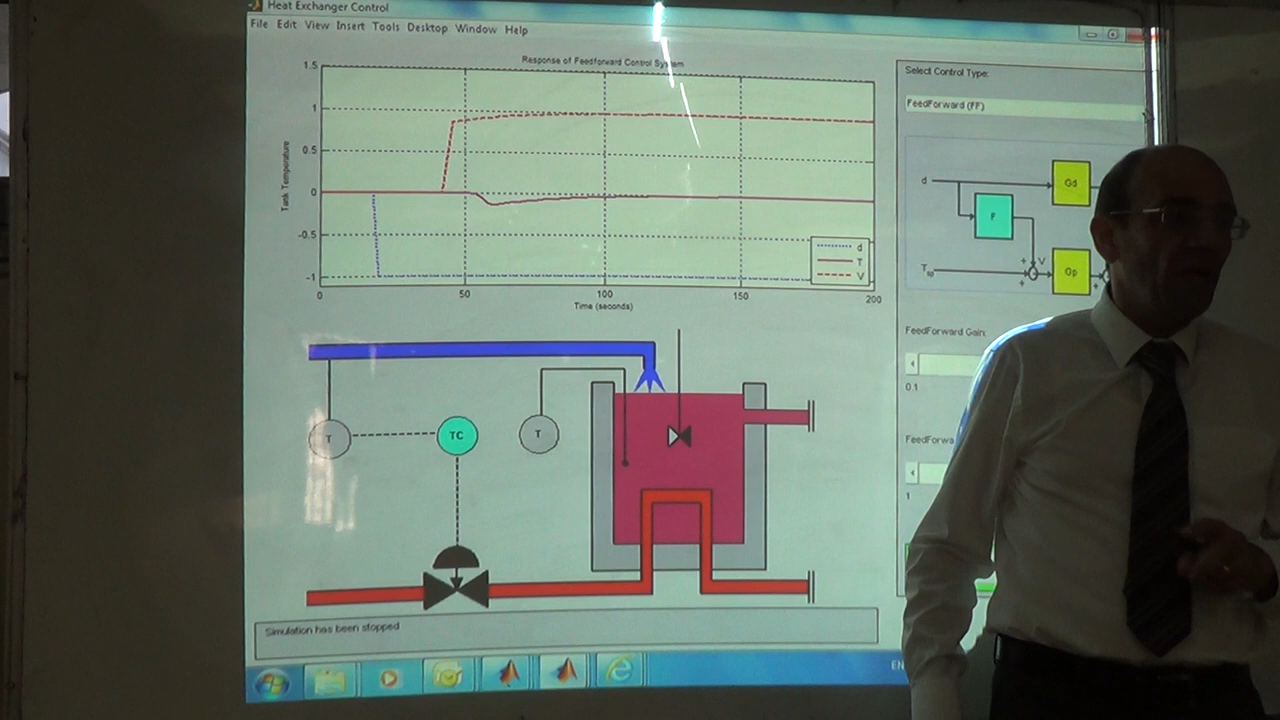 Heat Exchanger Control
File Edit View Insert Tools Desktop Window Help
Response of Feedforward Control System
1.5
1
0.5
0
-0.5
-1
Tank Temperature
0 50 100 150 200
Time (seconds)
d
T
V
Select Control Type:
FeedForward (FF)
d
Gd
F
+ V
Tsp
Gp
+
+
FeedForward Gain:
0.1
FeedForwa
1
T
TC
T
Simulation has been stopped
EN